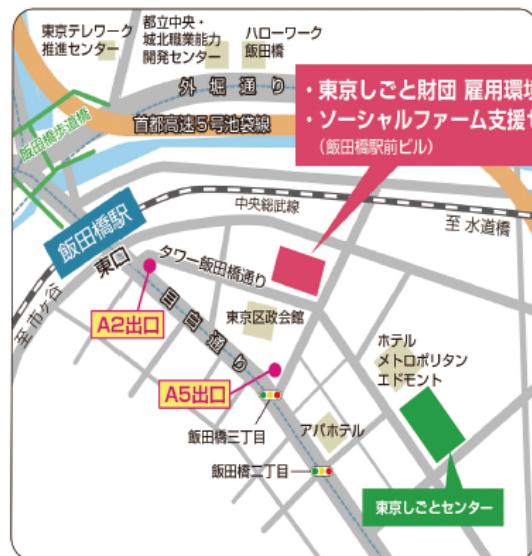 東京テレワーク
推進センター
都立中央・
城北職業能力
開発センター
ハローワーク
飯田橋
外堀通り
首都高速5号池袋線
飯田橋歩道橋
・東京しごと財団 雇用環境
・ソーシャルファーム支援
(飯田橋駅前ビル)
中央総武線
至 水道橋
飯田橋駅
東口
タワー飯田橋通り
至 市ヶ谷
A2出口
目白通り
東京区政会館
ホテル
メトロポリタン
エドモント
A5出口
飯田橋三丁目
アパホテル
飯田橋二丁目
東京しごとセンター